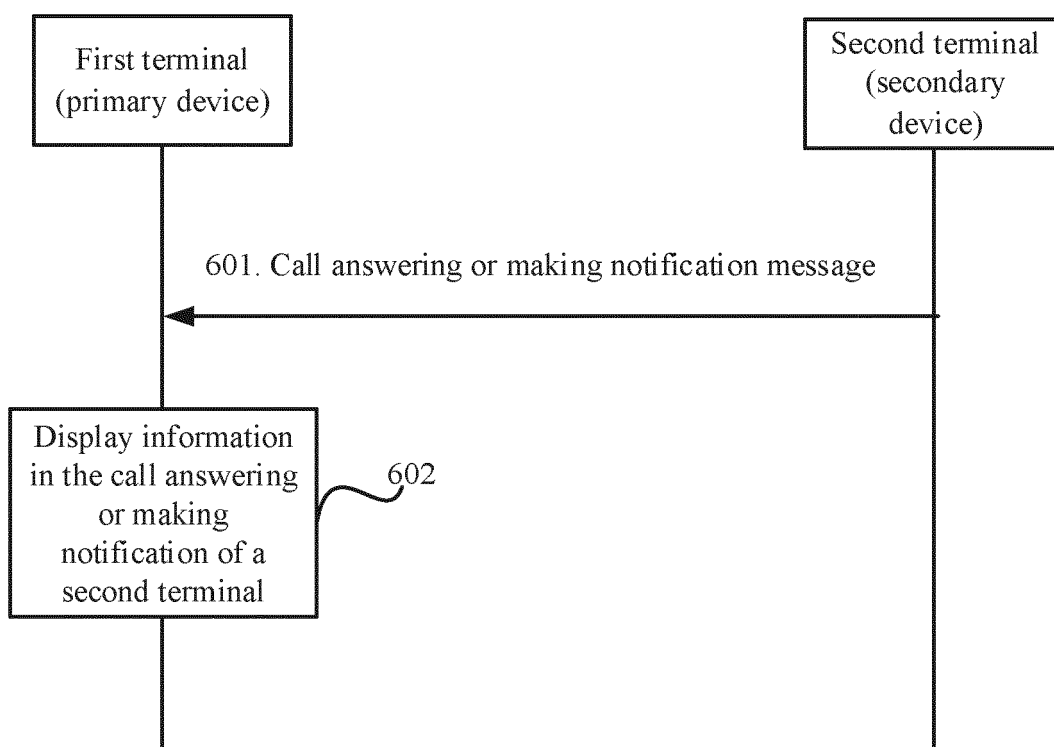 First terminal
(primary device)
Second terminal
(secondary
device)
601. Call answering or making notification message
Display information
in the call answering
or making
notification of a
second terminal
602